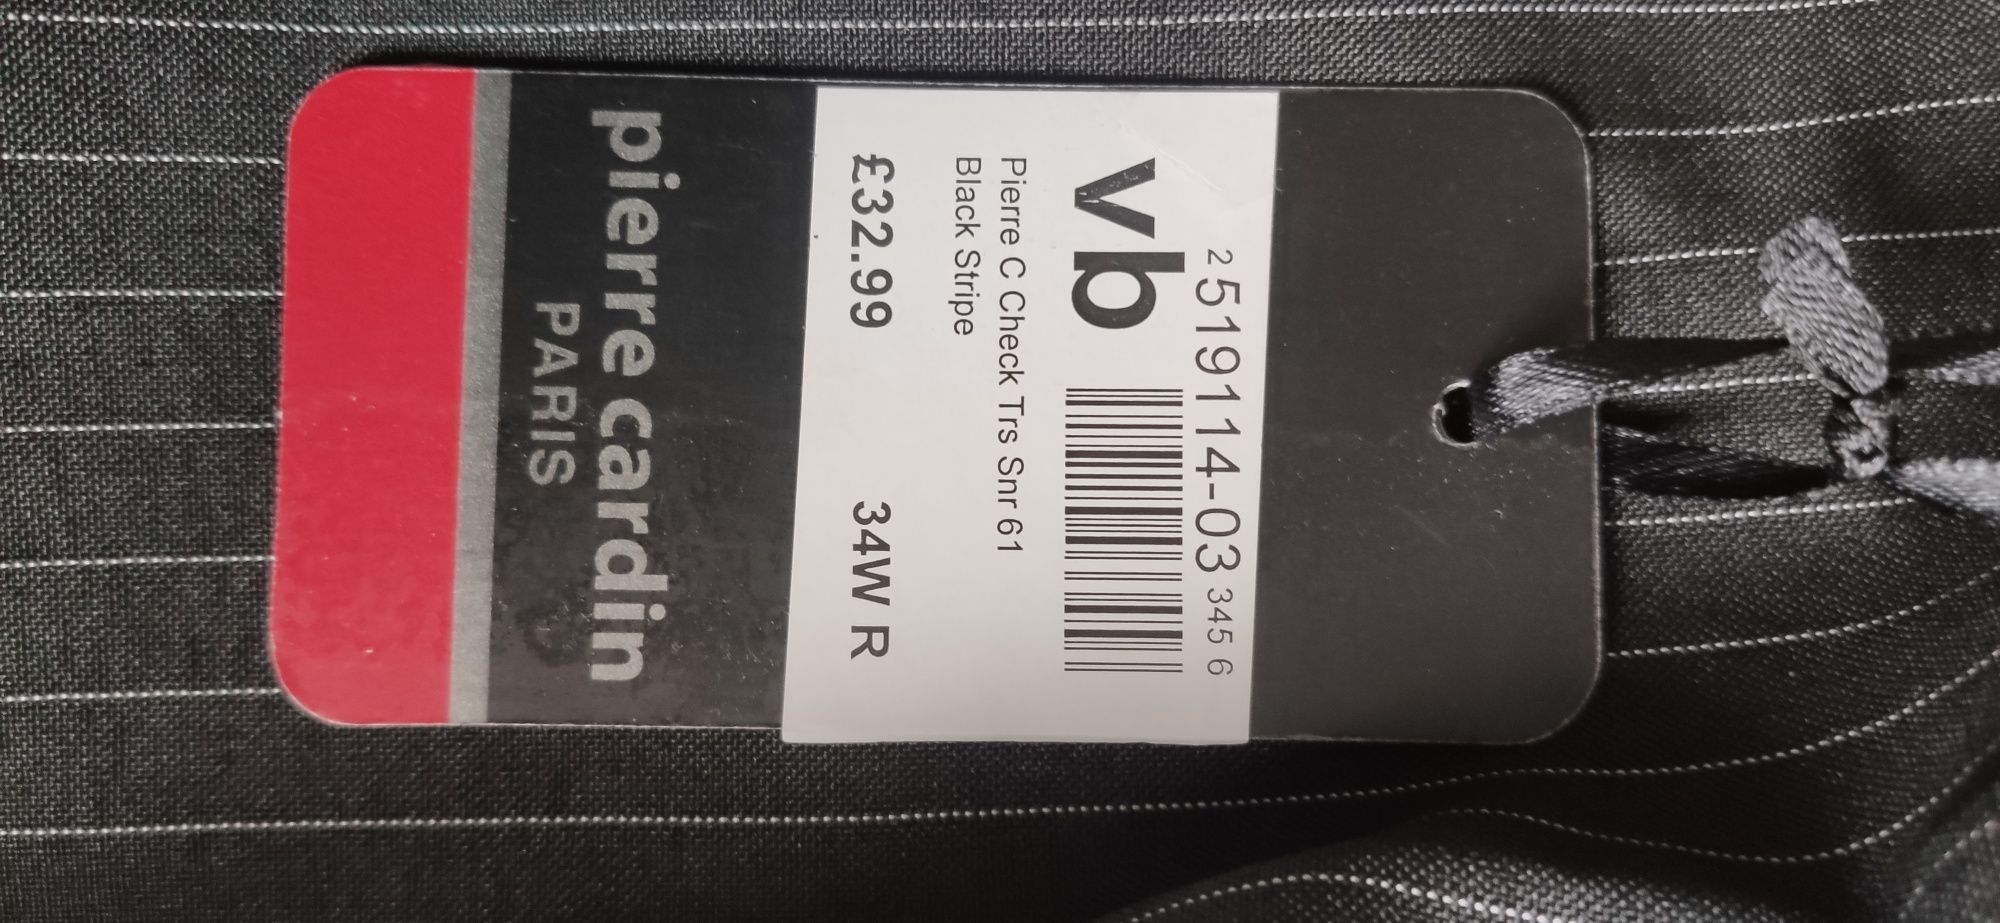 2 519114-03 345 6
vb
Pierre C Check Trs Snr 61
Black Stripe
£32.99 34W R
pierre cardin
PARIS